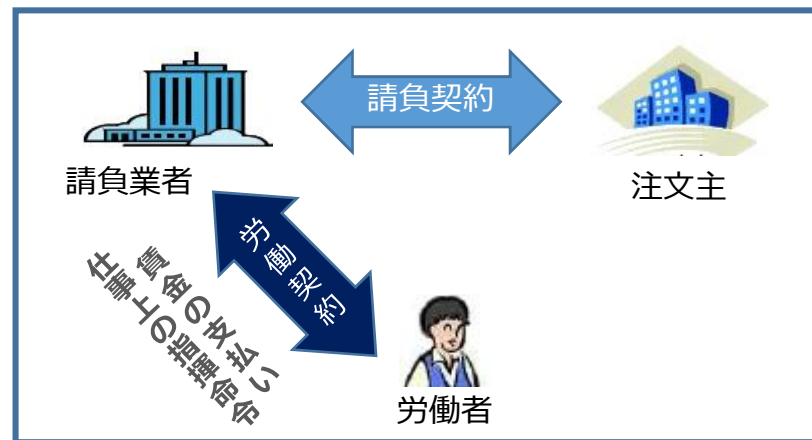 請負契約
請負業者
注文主
労働契約
賃金の支払い
仕事上の指揮命令
労働者